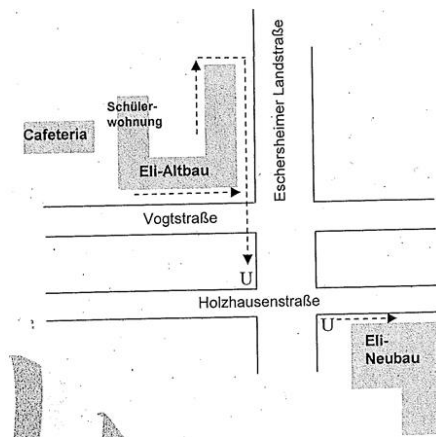 Eschersheimer Landstraße
Schüler-
wohnung
Cafeteria
Eli-Altbau
Vogtstraße
U
Holzhausenstraße
U
Eli-
Neubau